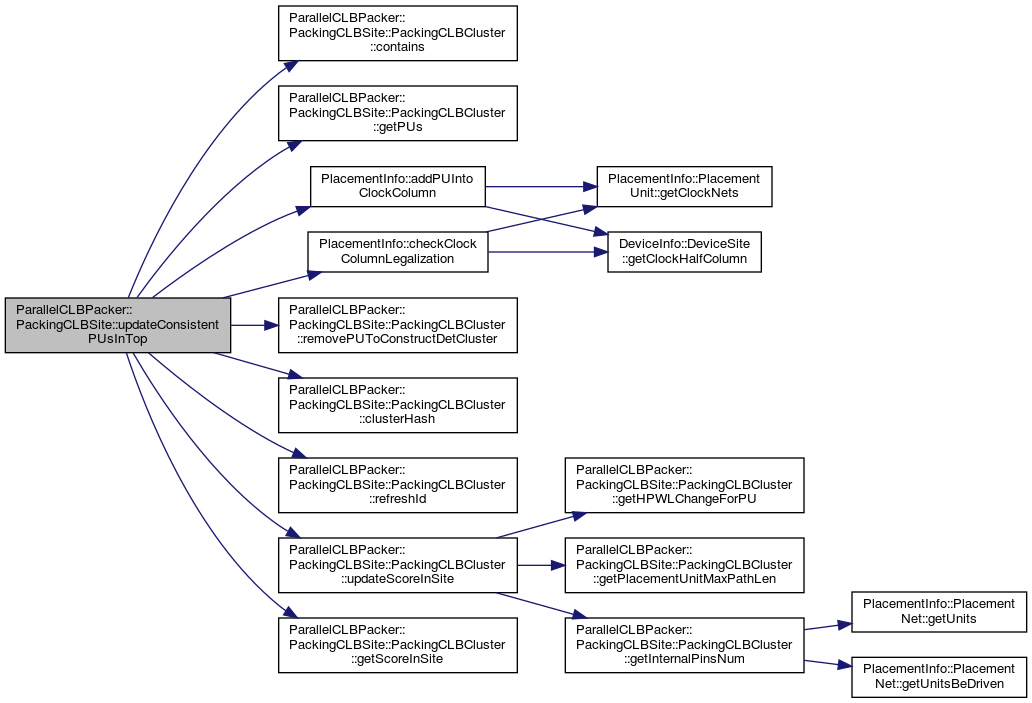 ParallelCLBPacker::
PackingCLBSite::PackingCLBCluster
::contains
ParallelCLBPacker::
PackingCLBSite::PackingCLBCluster
::getPUs
PlacementInfo::addPUInto
ClockColumn
PlacementInfo::Placement
Unit::getClockNets
PlacementInfo::checkClock
ColumnLegalization
DeviceInfo::DeviceSite
::getClockHalfColumn
ParallelCLBPacker::
PackingCLBSite::updateConsistent
PUsInTop
ParallelCLBPacker::
PackingCLBSite::PackingCLBCluster
::removePUToConstructDetCluster
ParallelCLBPacker::
PackingCLBSite::PackingCLBCluster
::clusterHash
ParallelCLBPacker::
PackingCLBSite::PackingCLBCluster
::refreshId
ParallelCLBPacker::
PackingCLBSite::PackingCLBCluster
::getHPWLChangeForPU
ParallelCLBPacker::
PackingCLBSite::PackingCLBCluster
::updateScoreInSite
ParallelCLBPacker::
PackingCLBSite::PackingCLBCluster
::getPlacementUnitMaxPathLen
ParallelCLBPacker::
PackingCLBSite::PackingCLBCluster
::getScoreInSite
ParallelCLBPacker::
PackingCLBSite::PackingCLBCluster
::getInternalPinsNum
PlacementInfo::Placement
Net::getUnits
PlacementInfo::Placement
Net::getUnitsBeDriven